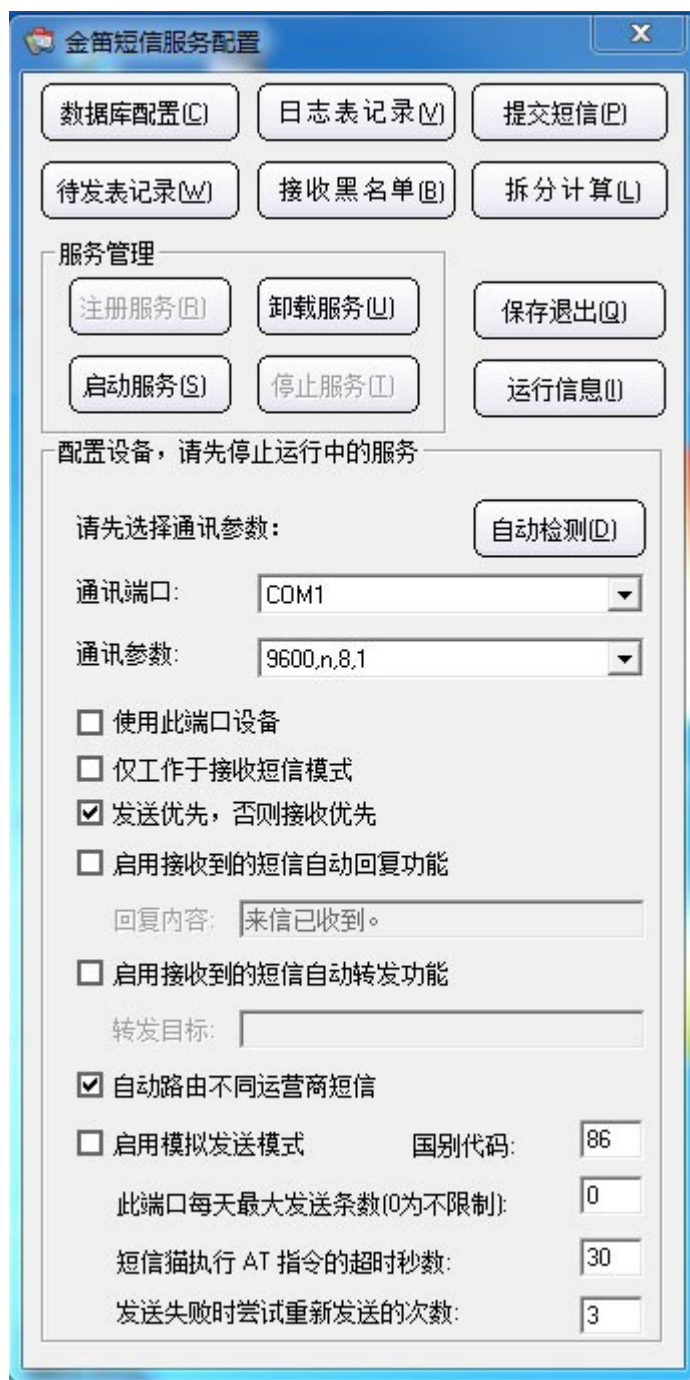 金笛短信服务配置
数据库配置(C) 日志表记录(V) 提交短信(P)
待发表记录(W) 接收黑名单(B) 拆分计算(L)
服务管理
注册服务(R) 卸载服务(U) 保存退出(Q)
启动服务(S) 停止服务(T) 运行信息(I)
配置设备，请先停止运行中的服务
请先选择通讯参数： 自动检测(D)
通讯端口: COM1
通讯参数: 9600,n,8,1
使用此端口设备
仅工作于接收短信模式
发送优先，否则接收优先
启用接收到的短信自动回复功能
回复内容: 来信已收到。
启用接收到的短信自动转发功能
转发目标:
自动路由不同运营商短信
启用模拟发送模式 国别代码: 86
此端口每天最大发送条数(0为不限制): 0
短信猫执行 AT 指令的超时秒数: 30
发送失败时尝试重新发送的次数: 3